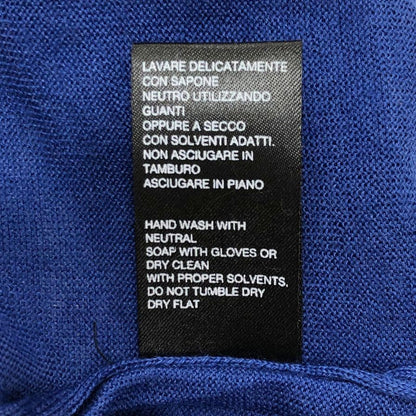 LAVARE DELICATAMENTE
CON SAPONE
NEUTRO UTILIZZANDO
GUANTI
OPPURE A SECCO
CON SOLVENTI ADATTI.
NON ASCIUGARE IN
TAMBURO
ASCIUGARE IN PIANO
HAND WASH WITH
NEUTRAL
SOAP WITH GLOVES OR
DRY CLEAN
WITH PROPER SOLVENTS.
DO NOT TUMBLE DRY
DRY FLAT